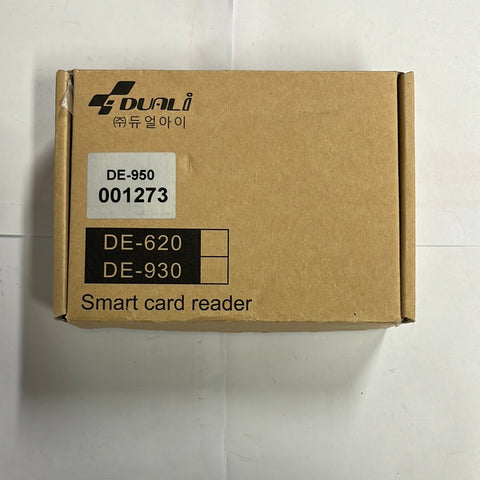 DUALi
㈜듀얼아이
DE-950
001273
DE-620
DE-930
Smart card reader